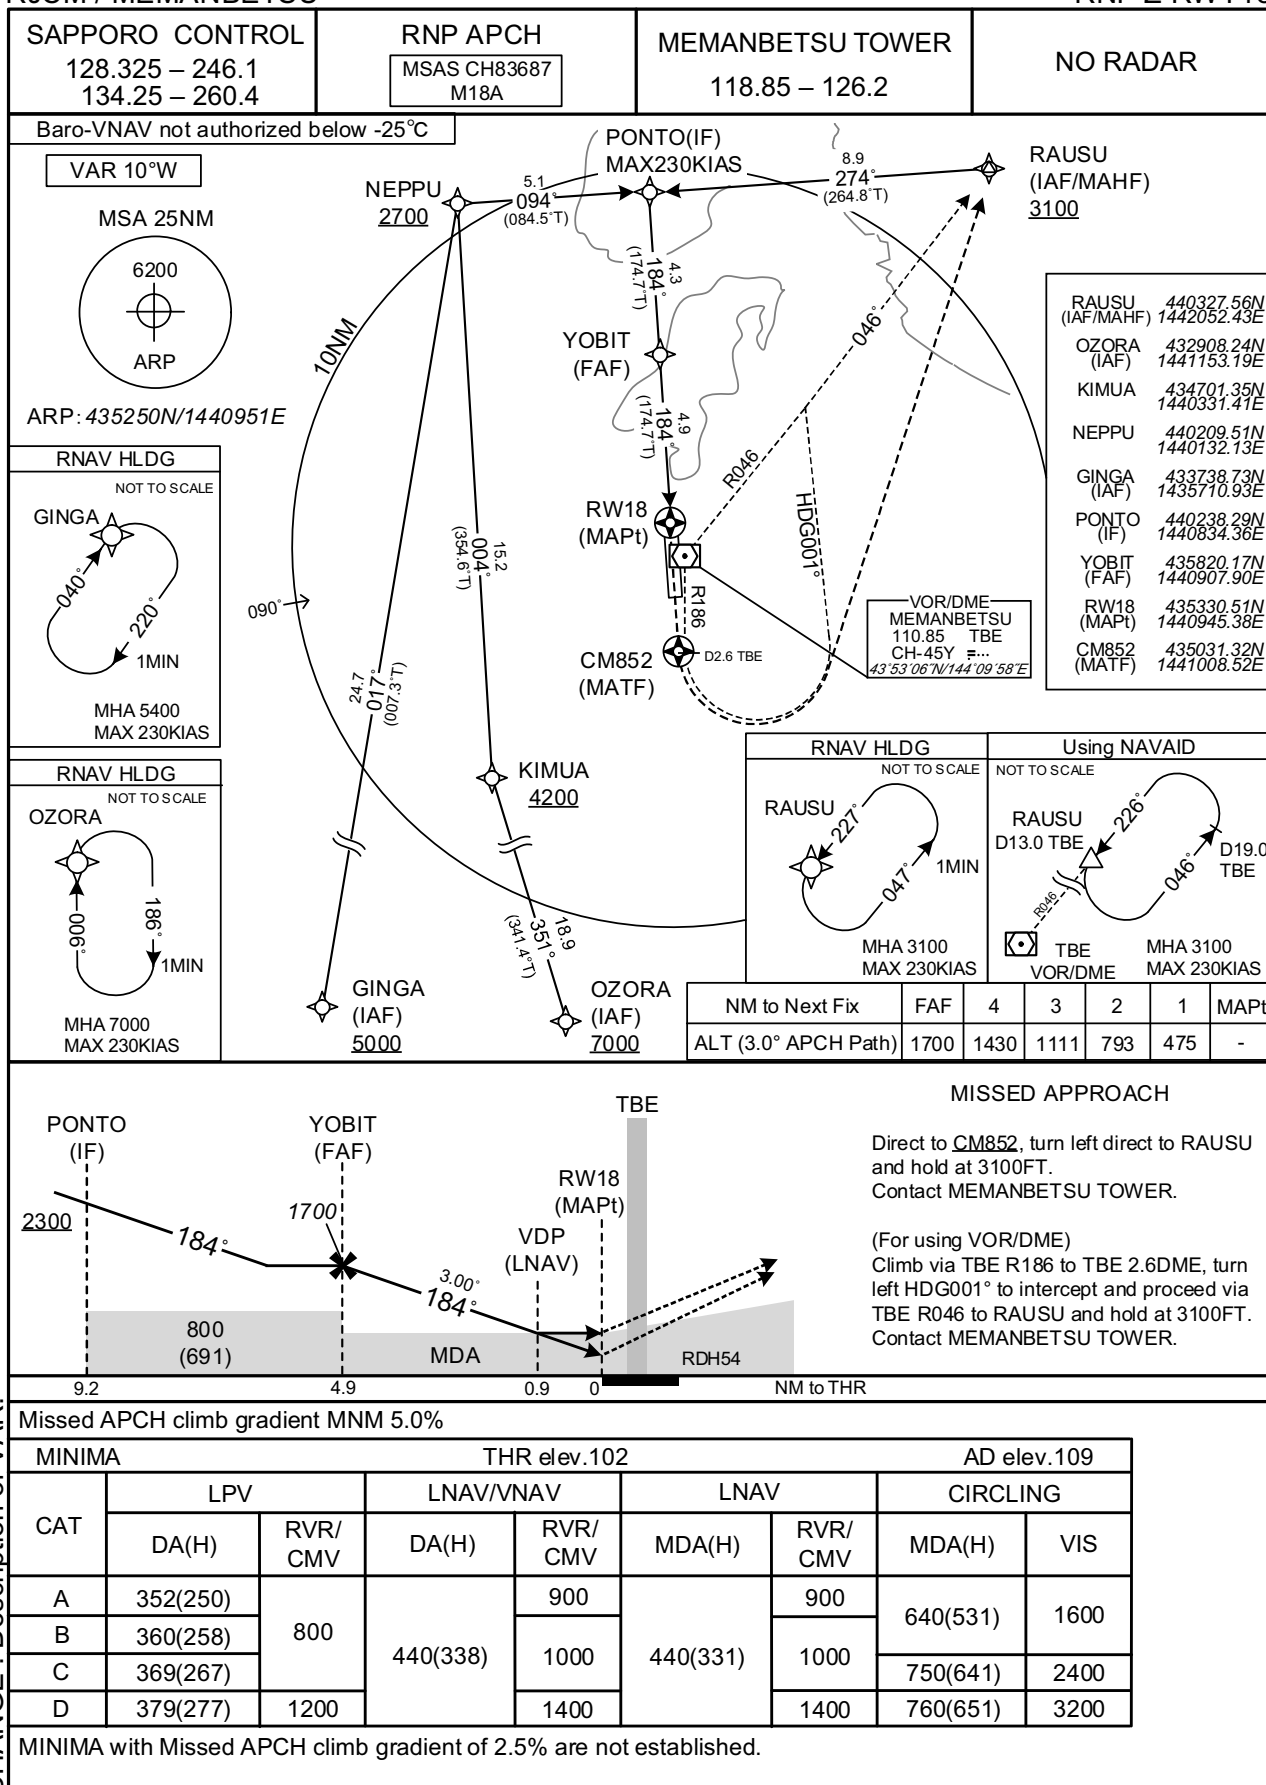 SAPPORO CONTROL
128.325 – 246.1
134.25 – 260.4
RNP APCH
MSAS CH83687
M18A
MEMANBETSU TOWER
118.85 – 126.2
NO RADAR
Baro-VNAV not authorized below -25°C
VAR 10°W
MSA 25NM
6200
ARP
ARP: 435250N/1440951E
PONTO(IF)
MAX230KIAS
NEPPU
2700
5.1
094°
(084.5°T)
8.9
274°
(264.8°T)
RAUSU
(IAF/MAHF)
3100
10NM
4.3
184°
(174.7°T)
YOBIT
(FAF)
4.9
184°
(174.7°T)
046°
R046
HDG001°
RW18
(MAPt)
R186
CM852
(MATF)
D2.6 TBE
090°
15.2
004°
(354.6°T)
24.7
017°
(007.3°T)
KIMUA
4200
18.9
351°
(341.4°T)
GINGA
(IAF)
5000
OZORA
(IAF)
7000
VOR/DME
MEMANBETSU
110.85 TBE
CH-45Y
43°53'06"N/144°09'58"E
RAUSU 440327.56N
(IAF/MAHF) 1442052.43E
OZORA 432908.24N
(IAF) 1441153.19E
KIMUA 434701.35N
1440331.41E
NEPPU 440209.51N
1440132.13E
GINGA 433738.73N
(IAF) 1435710.93E
PONTO 440238.29N
(IF) 1440834.36E
YOBIT 435820.17N
(FAF) 1440907.90E
RW18 435330.51N
(MAPt) 1440945.38E
CM852 435031.32N
(MATF) 1441008.52E
RNAV HLDG
NOT TO SCALE
GINGA
040°
220°
1MIN
MHA 5400
MAX 230KIAS
RNAV HLDG
NOT TO SCALE
OZORA
006°
186°
1MIN
MHA 7000
MAX 230KIAS
RNAV HLDG
NOT TO SCALE
RAUSU
227°
047°
1MIN
MHA 3100
MAX 230KIAS
Using NAVAID
NOT TO SCALE
RAUSU
D13.0 TBE
226°
046°
D19.0
TBE
R046
TBE
VOR/DME
MHA 3100
MAX 230KIAS
NM to Next Fix FAF 4 3 2 1 MAPt
ALT (3.0° APCH Path) 1700 1430 1111 793 475 -
PONTO
(IF)
YOBIT
(FAF)
TBE
RW18
(MAPt)
VDP
(LNAV)
2300
184°
1700
3.00°
184°
800
(691)
MDA
RDH54
9.2 4.9 0.9 0 NM to THR
MISSED APPROACH
Direct to CM852, turn left direct to RAUSU
and hold at 3100FT.
Contact MEMANBETSU TOWER.
(For using VOR/DME)
Climb via TBE R186 to TBE 2.6DME, turn
left HDG001° to intercept and proceed via
TBE R046 to RAUSU and hold at 3100FT.
Contact MEMANBETSU TOWER.
Missed APCH climb gradient MNM 5.0%
MINIMA THR elev.102 AD elev.109
CAT LPV LNAV/VNAV LNAV CIRCLING
DA(H) RVR/CMV DA(H) RVR/CMV MDA(H) RVR/CMV MDA(H) VIS
A 352(250) 800 440(338) 900 440(331) 900 640(531) 1600
B 360(258) 1000 1000
C 369(267) 750(641) 2400
D 379(277) 1200 1400 1400 760(651) 3200
MINIMA with Missed APCH climb gradient of 2.5% are not established.